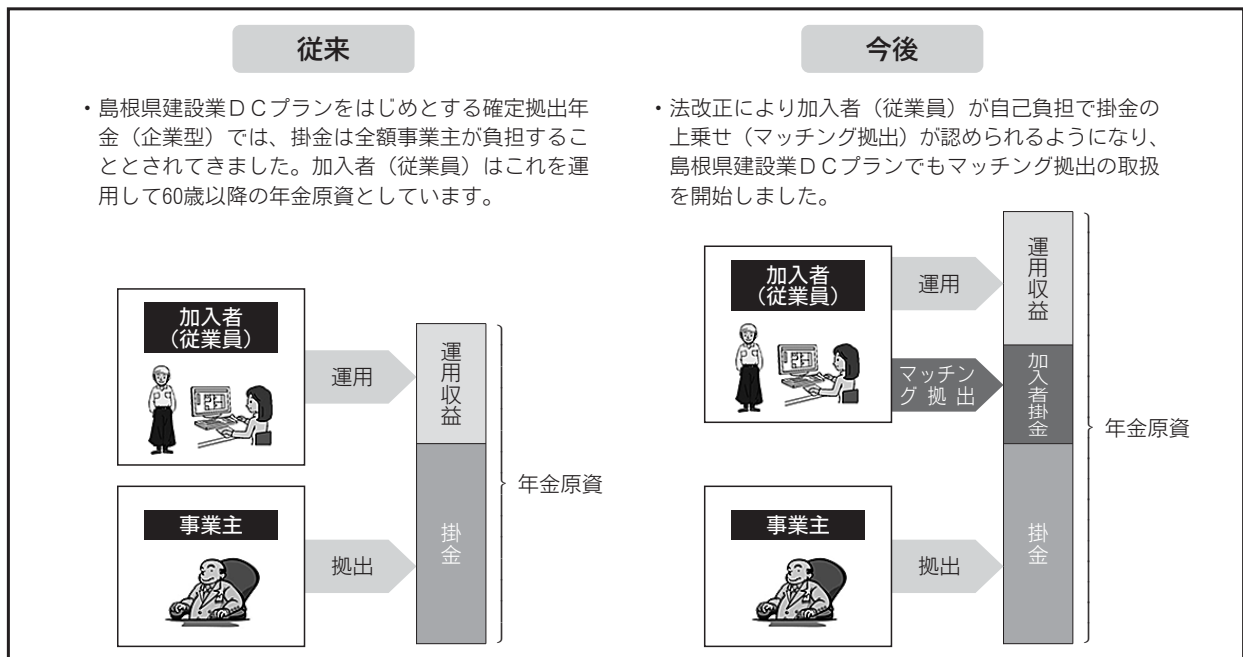 従来
・島根県建設業ＤＣプランをはじめとする確定拠出年
金（企業型）では、掛金は全額事業主が負担するこ
ととされてきました。加入者（従業員）はこれを運
用して60歳以降の年金原資としています。
加入者
（従業員）
運用
運用収益
事業主
拠出
掛金
年金原資
今後
・法改正により加入者（従業員）が自己負担で掛金の
上乗せ（マッチング拠出）が認められるようになり、
島根県建設業ＤＣプランでもマッチング拠出の取扱
を開始しました。
加入者
（従業員）
運用
運用収益
マッチン
グ拠出
加入者掛金
事業主
拠出
掛金
年金原資